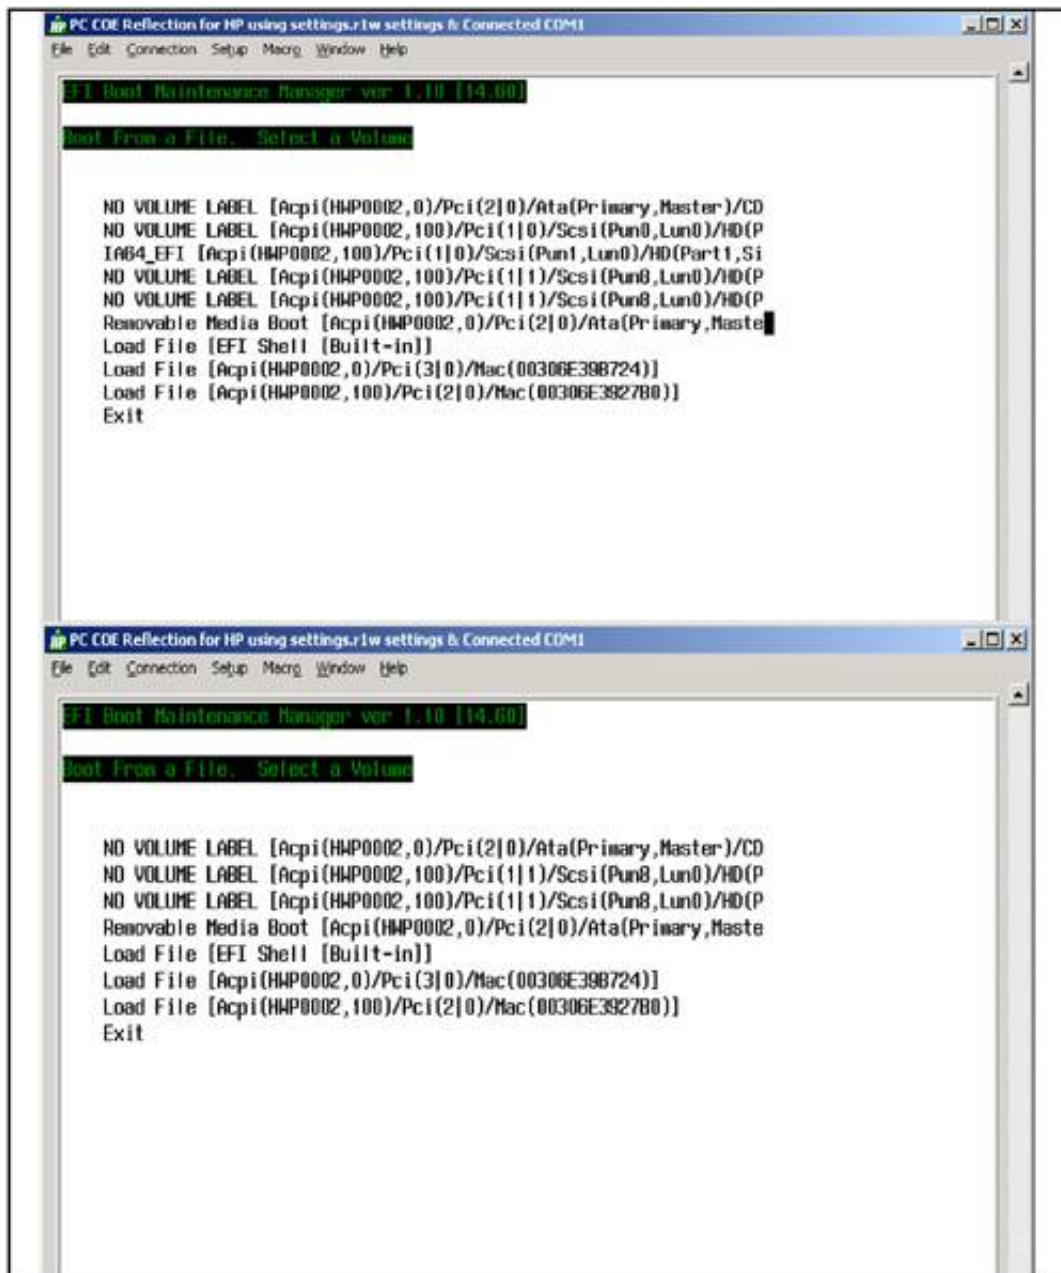 PC COE Reflection for HP using settings.r1w settings & Connected COM1
File Edit Connection Setup Macro Window Help
EFI Boot Maintenance Manager ver 1.10 [14.60]
Boot From a File. Select a Volume
NO VOLUME LABEL [Acpi(HWP0002,0)/Pci(2|0)/Ata(Primary,Master)/CD
NO VOLUME LABEL [Acpi(HWP0002,100)/Pci(1|0)/Scsi(Pun0,Lun0)/HD(P
IA64_EFI [Acpi(HWP0002,100)/Pci(1|0)/Scsi(Pun1,Lun0)/HD(Part1,Si
NO VOLUME LABEL [Acpi(HWP0002,100)/Pci(1|1)/Scsi(Pun8,Lun0)/HD(P
NO VOLUME LABEL [Acpi(HWP0002,100)/Pci(1|1)/Scsi(Pun8,Lun0)/HD(P
Removable Media Boot [Acpi(HWP0002,0)/Pci(2|0)/Ata(Primary,Maste
Load File [EFI Shell [Built-in]]
Load File [Acpi(HWP0002,0)/Pci(3|0)/Mac(00306E39B724)]
Load File [Acpi(HWP0002,100)/Pci(2|0)/Mac(00306E3927B0)]
Exit
PC COE Reflection for HP using settings.r1w settings & Connected COM1
File Edit Connection Setup Macro Window Help
EFI Boot Maintenance Manager ver 1.10 [14.60]
Boot From a File. Select a Volume
NO VOLUME LABEL [Acpi(HWP0002,0)/Pci(2|0)/Ata(Primary,Master)/CD
NO VOLUME LABEL [Acpi(HWP0002,100)/Pci(1|1)/Scsi(Pun8,Lun0)/HD(P
NO VOLUME LABEL [Acpi(HWP0002,100)/Pci(1|1)/Scsi(Pun8,Lun0)/HD(P
Removable Media Boot [Acpi(HWP0002,0)/Pci(2|0)/Ata(Primary,Maste
Load File [EFI Shell [Built-in]]
Load File [Acpi(HWP0002,0)/Pci(3|0)/Mac(00306E39B724)]
Load File [Acpi(HWP0002,100)/Pci(2|0)/Mac(00306E3927B0)]
Exit